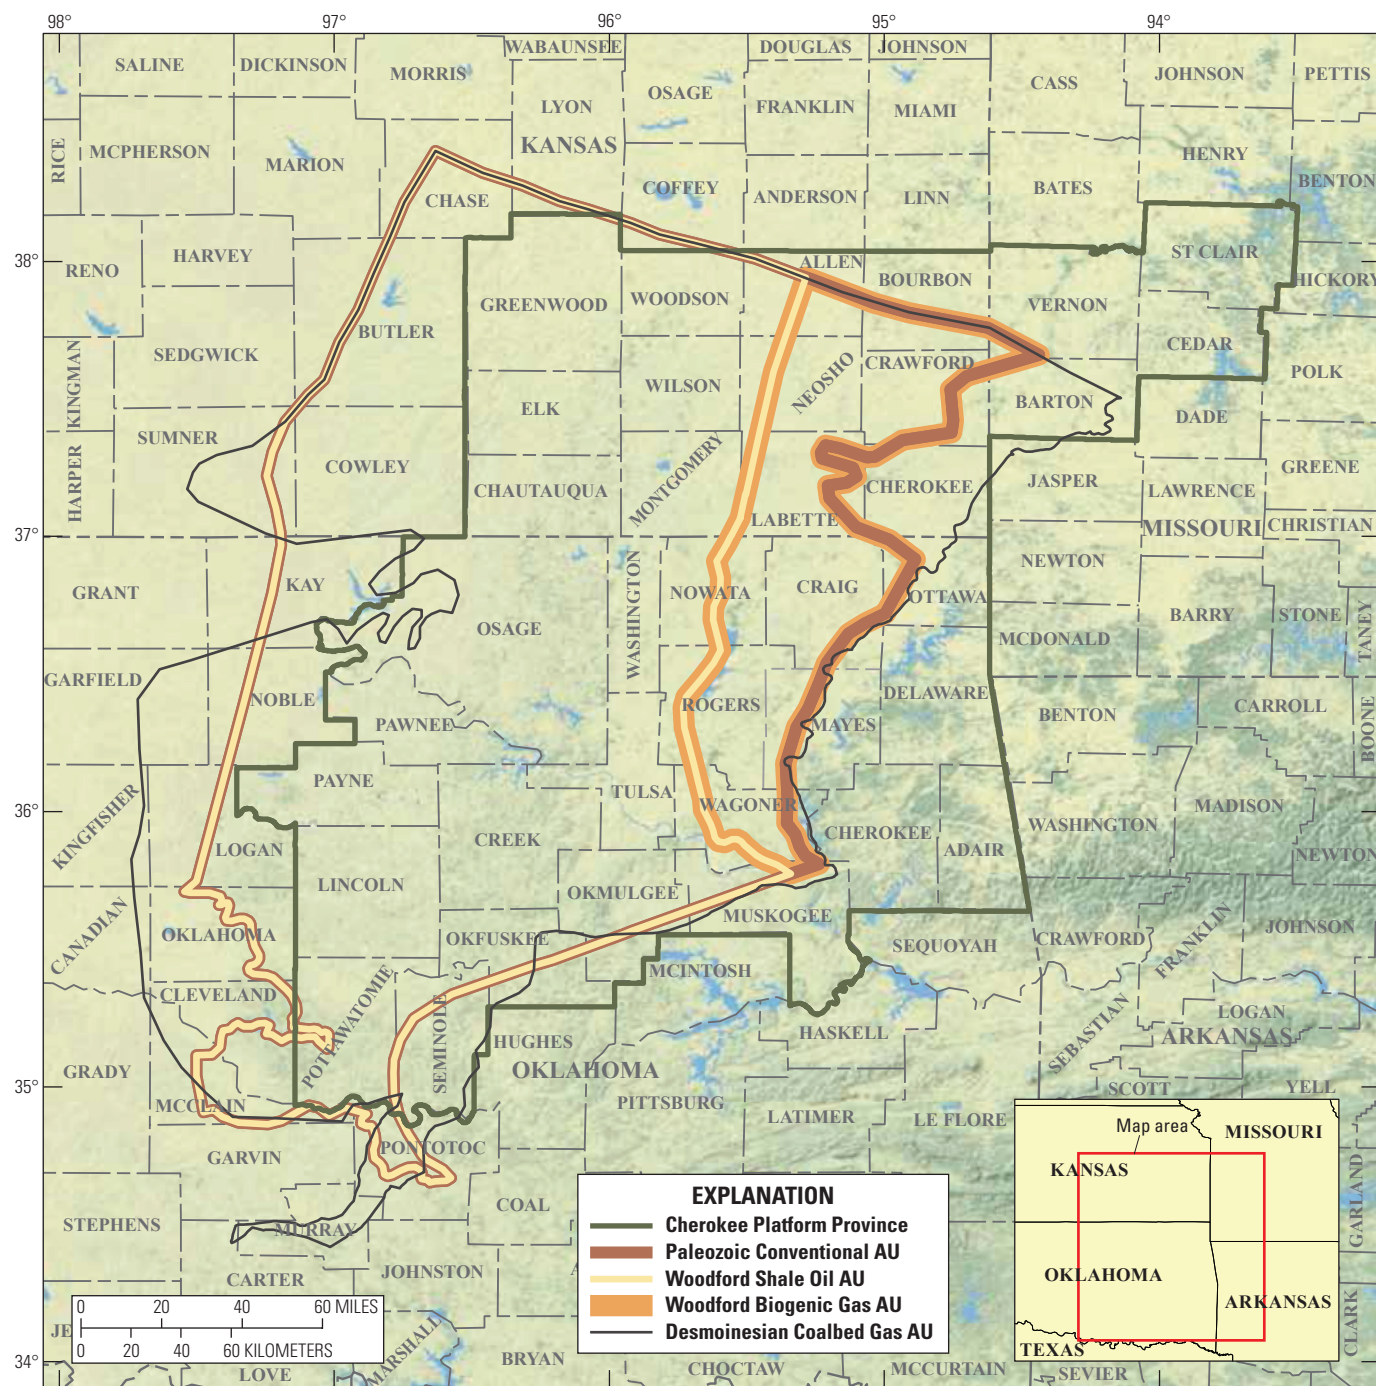 98° 97° 96° 95° 94°
WABAUNSEE DOUGLAS JOHNSON
SALINE DICKINSON MORRIS CASS JOHNSON PETTIS
LYON OSAGE FRANKLIN MIAMI
RICE MCPHERSON MARION KANSAS HENRY
CHASE COFFEY ANDERSON LINN BATES BENTON
38°
RENO HARVEY ALLEN BOURBON ST CLAIR HICKORY
GREENWOOD WOODSON VERNON
KINGMAN SEDGWICK BUTLER CRAWFORD CEDAR
WILSON NEOSHO POLK
ELK BARTON DADE
HARPER SUMNER COWLEY MONTGOMERY GREENE
CHAUTAUQUA CHEROKEE JASPER LAWRENCE
LABETTE MISSOURI CHRISTIAN
37°
GRANT KAY WASHINGTON NOWATA CRAIG OTTAWA NEWTON
OSAGE MCDONALD BARRY STONE TANEY
GARFIELD NOBLE ROGERS DELAWARE
PAWNEE MAYES BENTON CARROLL BOONE
PAYNE TULSA WAGONER
36°
KINGFISHER LOGAN CREEK CHEROKEE WASHINGTON MADISON
LINCOLN OKMULGEE ADAIR NEWTON
CANADIAN OKLAHOMA OKFUSKEE MUSKOGEE SEQUOYAH CRAWFORD FRANKLIN JOHNSON
CLEVELAND POTTAWATOMIE SEMINOLE MCINTOSH
HUGHES HASKELL SEBASTIAN LOGAN
OKLAHOMA ARKANSAS
35°
GRADY MCCLAIN PITTSBURG LATIMER LE FLORE SCOTT YELL
GARVIN PONTOTOC
STEPHENS MURRAY COAL GARLAND
CARTER JOHNSTON
CLARK
MARSHALL
34°
LOVE BRYAN CHOCTAW MCCURTAIN SEVIER
EXPLANATION
Cherokee Platform Province
Paleozoic Conventional AU
Woodford Shale Oil AU
Woodford Biogenic Gas AU
Desmoinesian Coalbed Gas AU
0 20 40 60 MILES
0 20 40 60 KILOMETERS
Map area
MISSOURI
KANSAS
OKLAHOMA
ARKANSAS
TEXAS